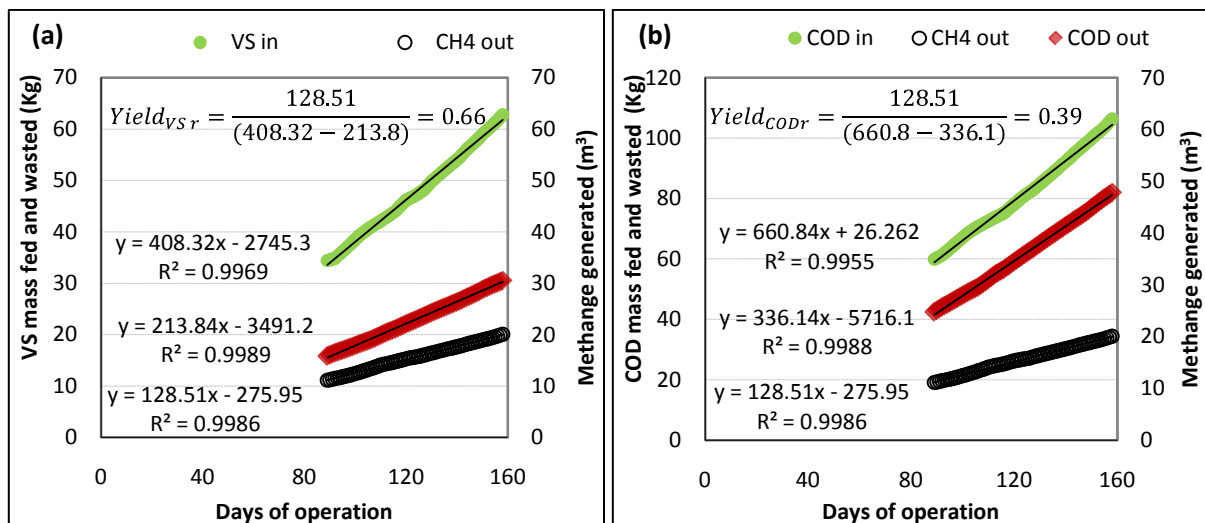 (a)
VS in
CH4 out
VS mass fed and wasted (Kg)
Methange generated (m³)
70
60
50
40
30
20
10
0
70
60
50
40
30
20
10
0
Yield_VS r = 128.51 / (408.32 − 213.8) = 0.66
y = 408.32x - 2745.3
R² = 0.9969
y = 213.84x - 3491.2
R² = 0.9989
y = 128.51x - 275.95
R² = 0.9986
0 40 80 120 160
Days of operation
(b)
COD in
CH4 out
COD out
COD mass fed and wasted (Kg)
Methange generated (m³)
120
100
80
60
40
20
0
70
60
50
40
30
20
10
0
Yield_CODr = 128.51 / (660.8 − 336.1) = 0.39
y = 660.84x + 26.262
R² = 0.9955
y = 336.14x - 5716.1
R² = 0.9988
y = 128.51x - 275.95
R² = 0.9986
0 40 80 120 160
Days of operation